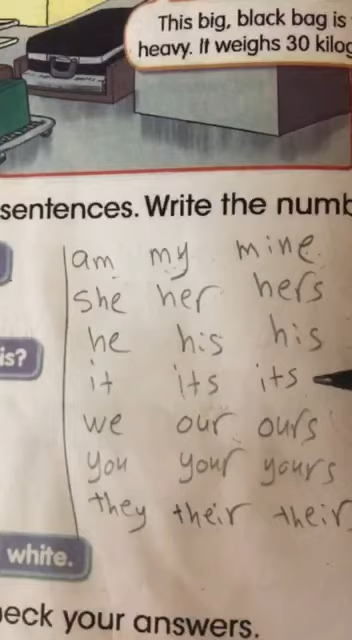 This big, black bag is
heavy. It weighs 30 kilog
sentences. Write the numb
am my mine
she her hers
he his his
is?
it its its
we our ours
you your yours
they their their
white.
eck your answers.